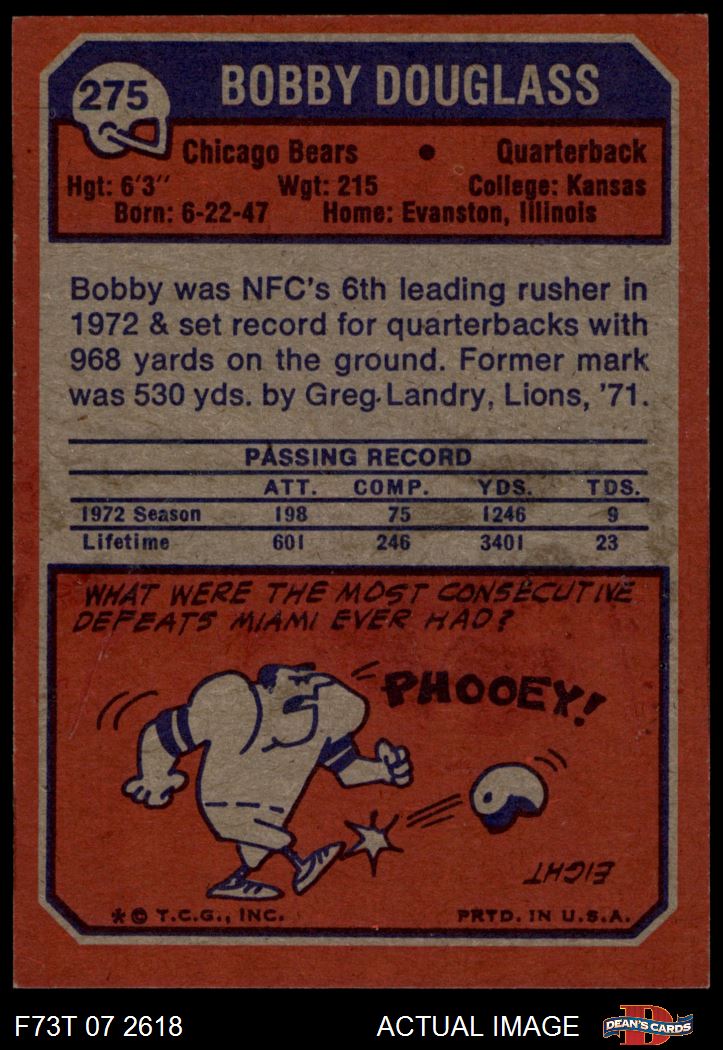 275
BOBBY DOUGLASS
Chicago Bears • Quarterback
Hgt: 6'3" Wgt: 215 College: Kansas
Born: 6-22-47 Home: Evanston, Illinois
Bobby was NFC's 6th leading rusher in
1972 & set record for quarterbacks with
968 yards on the ground. Former mark
was 530 yds. by Greg Landry, Lions, '71.
PASSING RECORD
ATT. COMP. YDS. TDS.
1972 Season 198 75 1246 9
Lifetime 601 246 3401 23
WHAT WERE THE MOST CONSECUTIVE
DEFEATS MIAMI EVER HAD?
PHOOEY!
EIGHT
* © T.C.G., INC. PRTD. IN U.S.A.
F73T 07 2618 ACTUAL IMAGE
D
DEAN'S CARDS